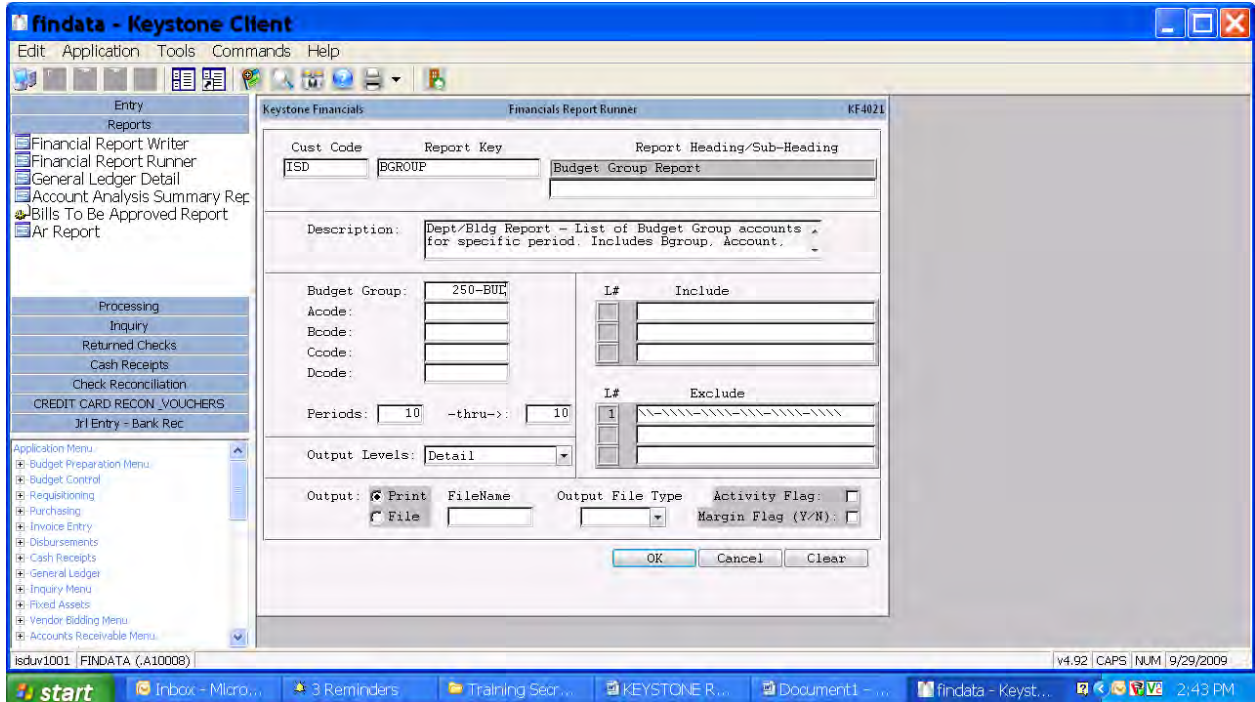 findata - Keystone Client
Edit Application Tools Commands Help
Entry
Reports
Financial Report Writer
Financial Report Runner
General Ledger Detail
Account Analysis Summary Rep
Bills To Be Approved Report
Ar Report
Processing
Inquiry
Returned Checks
Cash Receipts
Check Reconciliation
CREDIT CARD RECON _VOUCHERS
Jrl Entry - Bank Rec
Application Menu
Budget Preparation Menu
Budget Control
Requisitioning
Purchasing
Invoice Entry
Disbursements
Cash Receipts
General Ledger
Inquiry Menu
Fixed Assets
Vendor Bidding Menu
Accounts Receivable Menu
Keystone Financials Financials Report Runner KF4021
Cust Code Report Key Report Heading/Sub-Heading
ISD BGROUP Budget Group Report
Description: Dept/Bldg Report - List of Budget Group accounts
for specific period. Includes Bgroup, Account,
Budget Group: 250-BUD
Acode:
Bcode:
Ccode:
Dcode:
Periods: 10 -thru->: 10
L# Include
L# Exclude
1 \\-\\\\-\\\\-\\\-\\\\-\\\\
Output Levels: Detail
Output: Print FileName Output File Type Activity Flag:
File Margin Flag (Y/N):
OK Cancel Clear
isduv1001 FINDATA (.A10008) v4.92 CAPS NUM 9/29/2009
start Inbox - Micro... 3 Reminders Training Secr... KEYSTONE R... Document1 - ... findata - Keyst... 2:43 PM